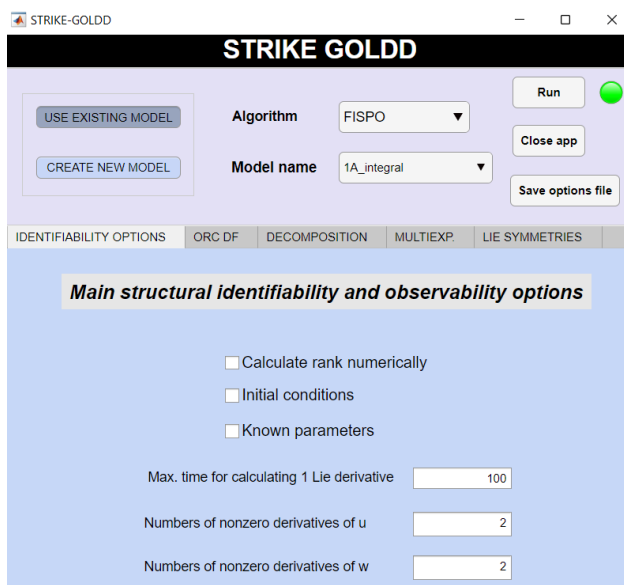 STRIKE-GOLDD
STRIKE GOLDD
USE EXISTING MODEL
CREATE NEW MODEL
Algorithm
FISPO
Model name
1A_integral
Run
Close app
Save options file
IDENTIFIABILITY OPTIONS ORC DF DECOMPOSITION MULTIEXP. LIE SYMMETRIES
Main structural identifiability and observability options
Calculate rank numerically
Initial conditions
Known parameters
Max. time for calculating 1 Lie derivative 100
Numbers of nonzero derivatives of u 2
Numbers of nonzero derivatives of w 2